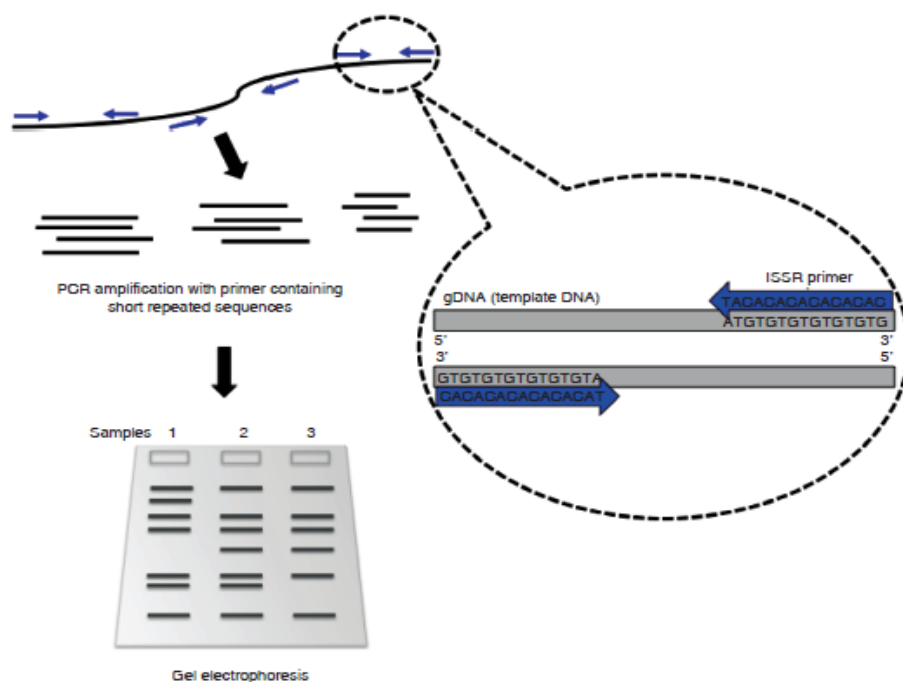 PCR amplification with primer containing
short repeated sequences
ISSR primer
gDNA (template DNA)
TACACACACACACAC
ATGTGTGTGTGTGTG
5' 3'
3' 5'
GTGTGTGTGTGTGTA
CACACACACACACAT
Samples 1 2 3
Gel electrophoresis